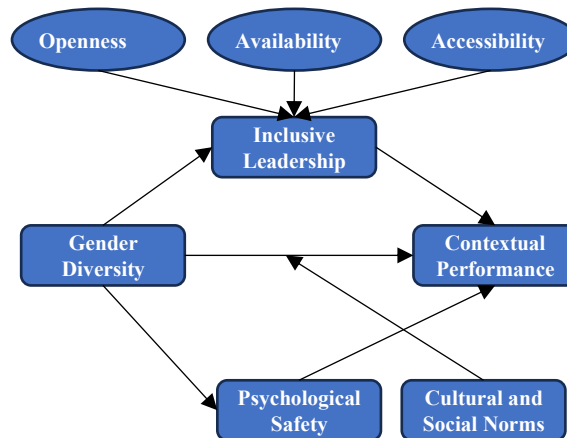 Openness
Availability
Accessibility
Inclusive
Leadership
Gender
Diversity
Contextual
Performance
Psychological
Safety
Cultural and
Social Norms